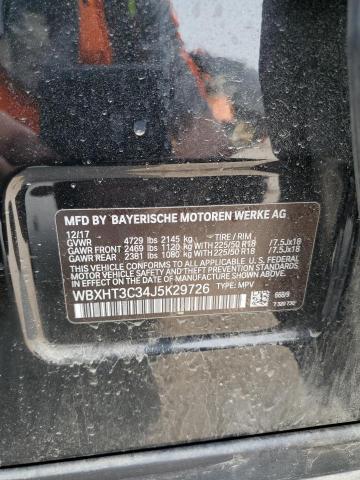 MFD BY BAYERISCHE MOTOREN WERKE AG
12/17
GVWR 4729 lbs 2145 kg TIRE / RIM
GAWR FRONT 2469 lbs 1120 kg WITH 225/50 R18 /7.5Jx18
GAWR REAR 2381 lbs 1080 kg WITH 225/50 R18 /7.5Jx18
THIS VEHICLE CONFORMS TO ALL APPLICABLE U.S. FEDERAL
MOTOR VEHICLE SAFETY, BUMPER, AND THEFT PREVENTION
STANDARDS IN EFFECT ON THE DATE OF MANUFACTURE SHOWN ABOVE.
WBXHT3C34J5K29726 TYPE: MPV
668/9